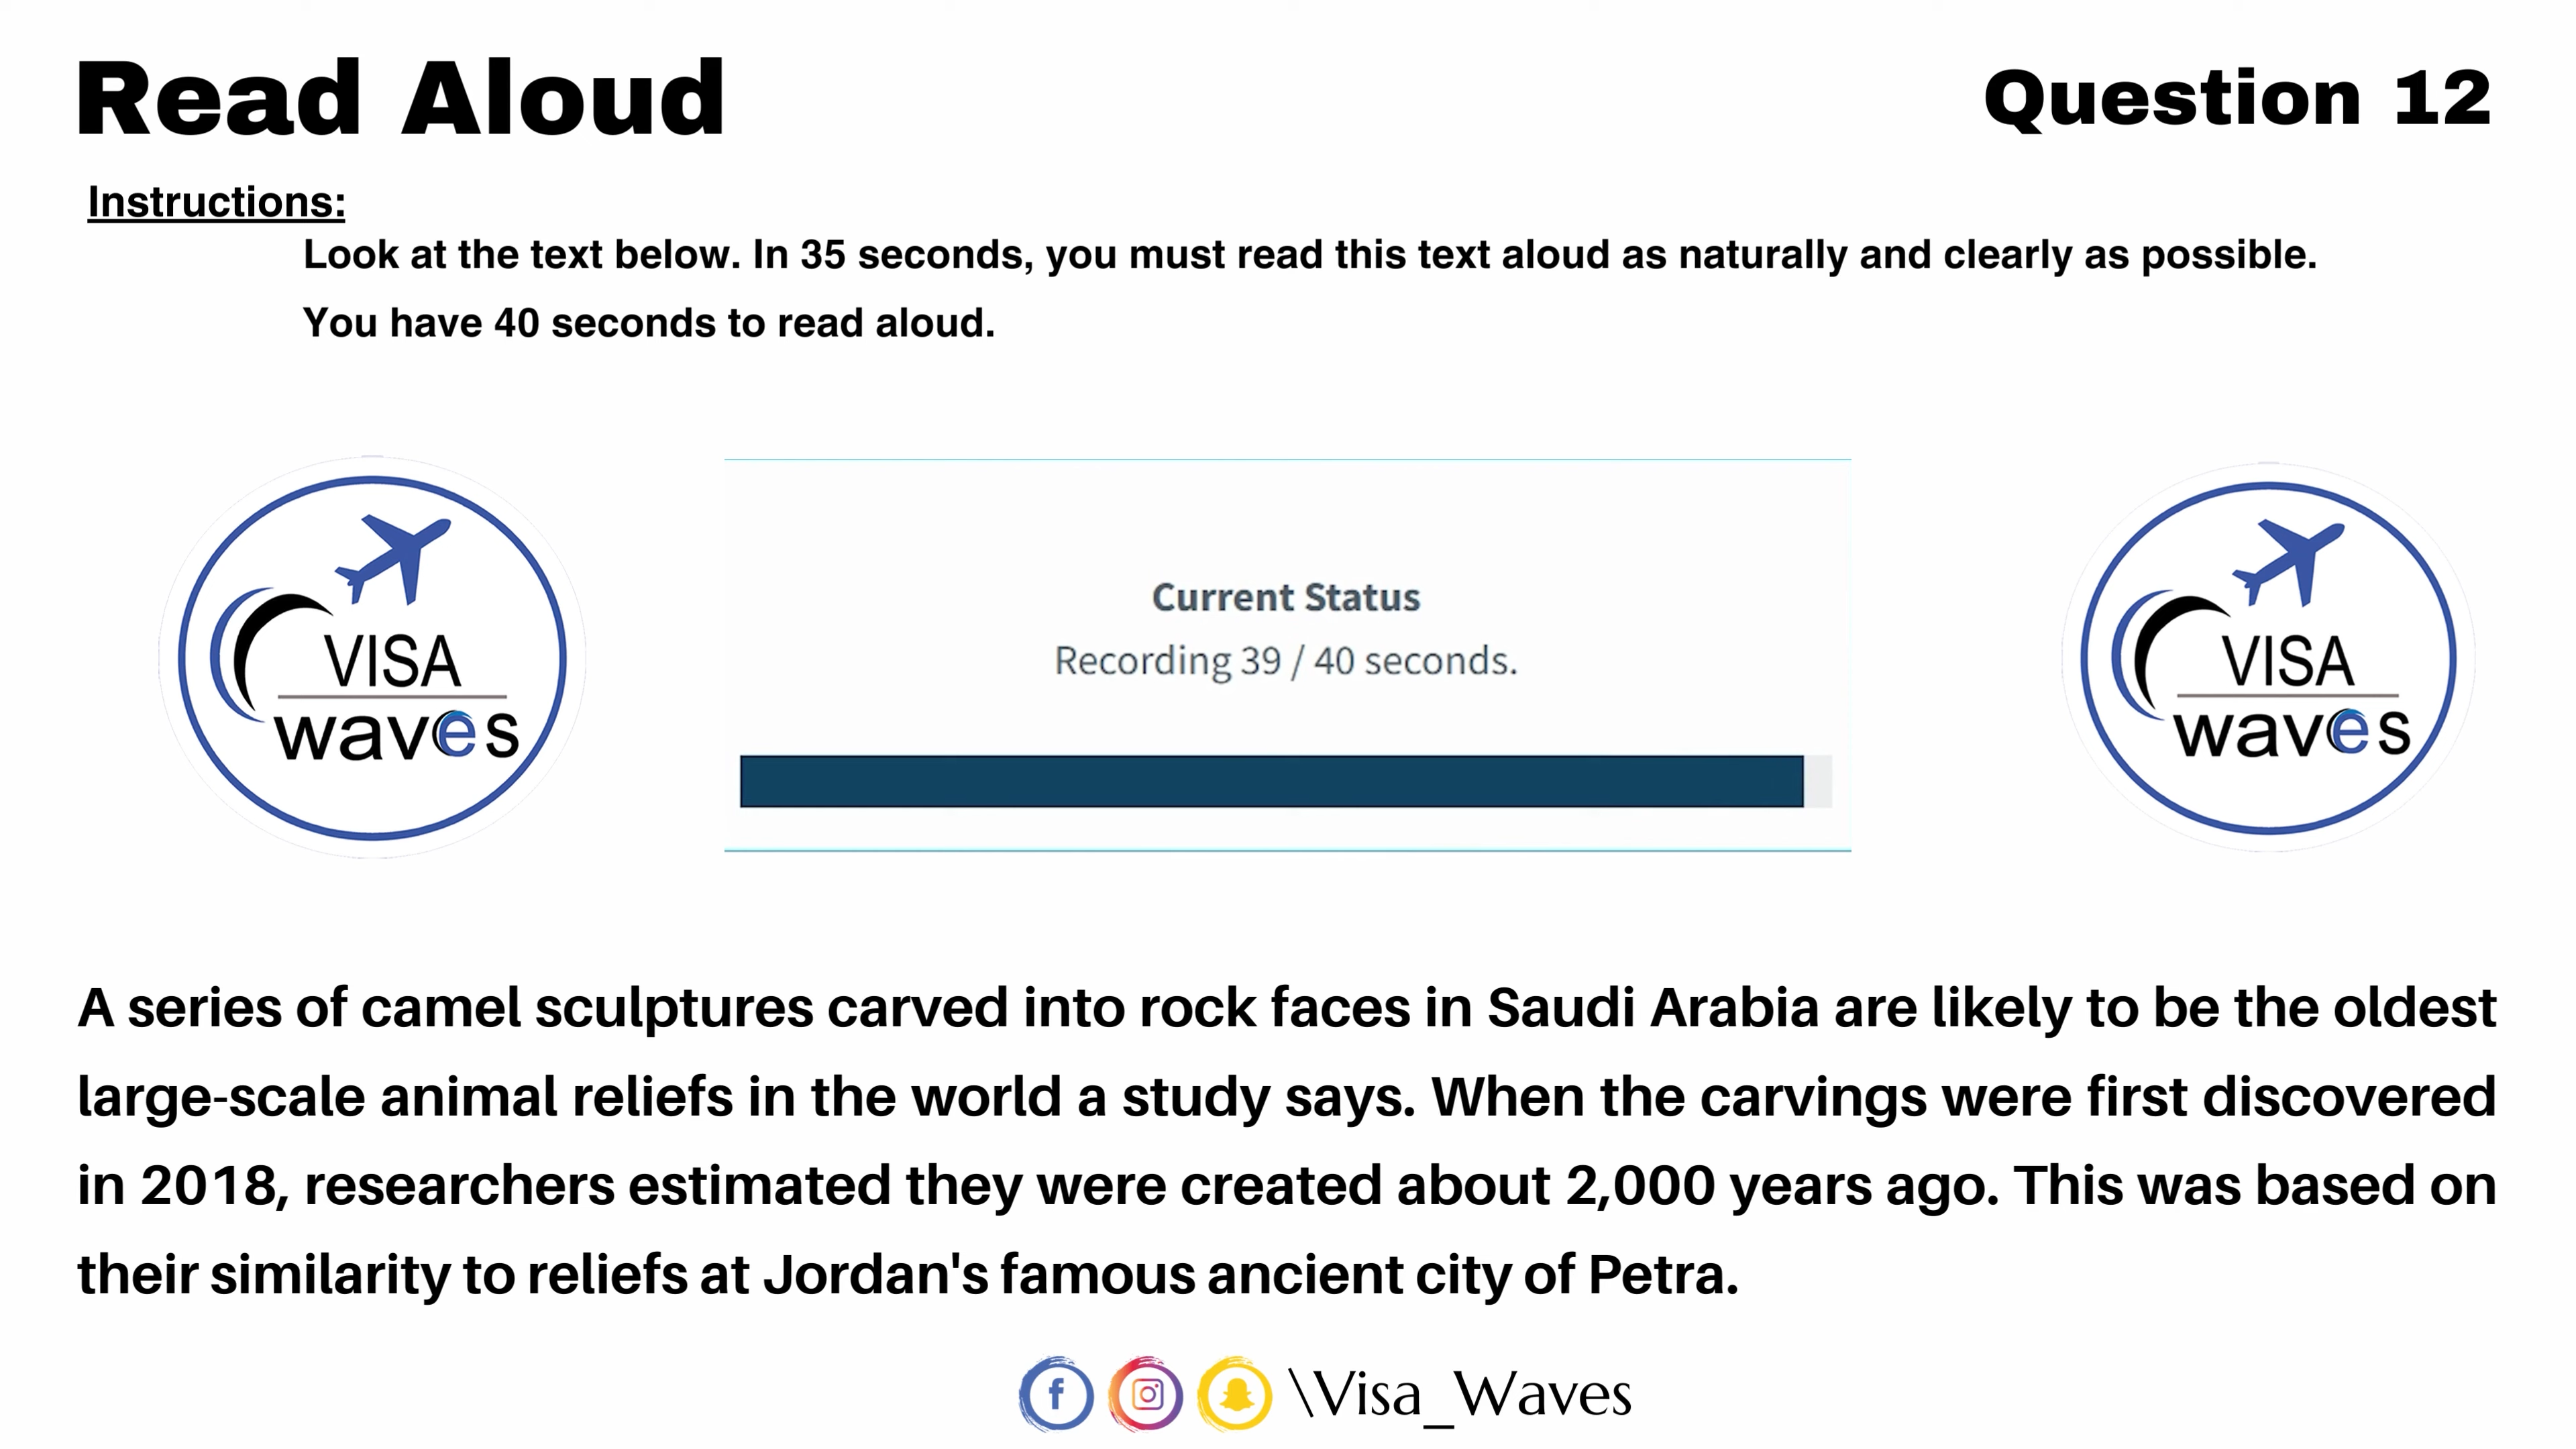 Read Aloud
Question 12
Instructions:
Look at the text below. In 35 seconds, you must read this text aloud as naturally and clearly as possible.
You have 40 seconds to read aloud.
VISA
waves
Current Status
Recording 39 / 40 seconds.
VISA
waves
A series of camel sculptures carved into rock faces in Saudi Arabia are likely to be the oldest
large-scale animal reliefs in the world a study says. When the carvings were first discovered
in 2018, researchers estimated they were created about 2,000 years ago. This was based on
their similarity to reliefs at Jordan's famous ancient city of Petra.
\Visa_Waves